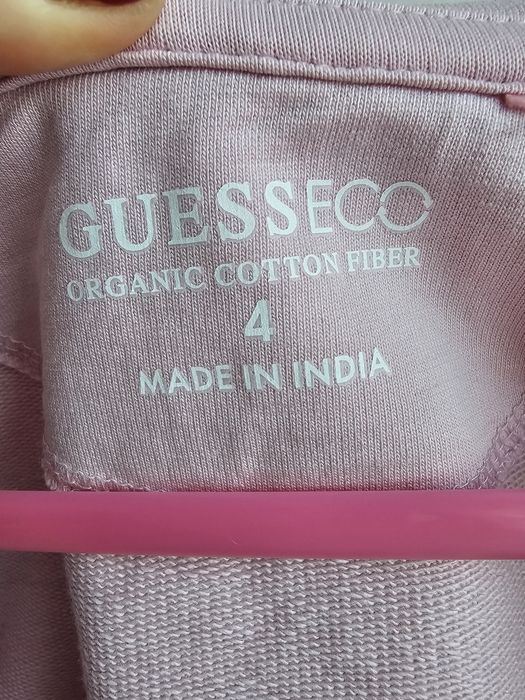 GUESSECO
ORGANIC COTTON FIBER
4
MADE IN INDIA